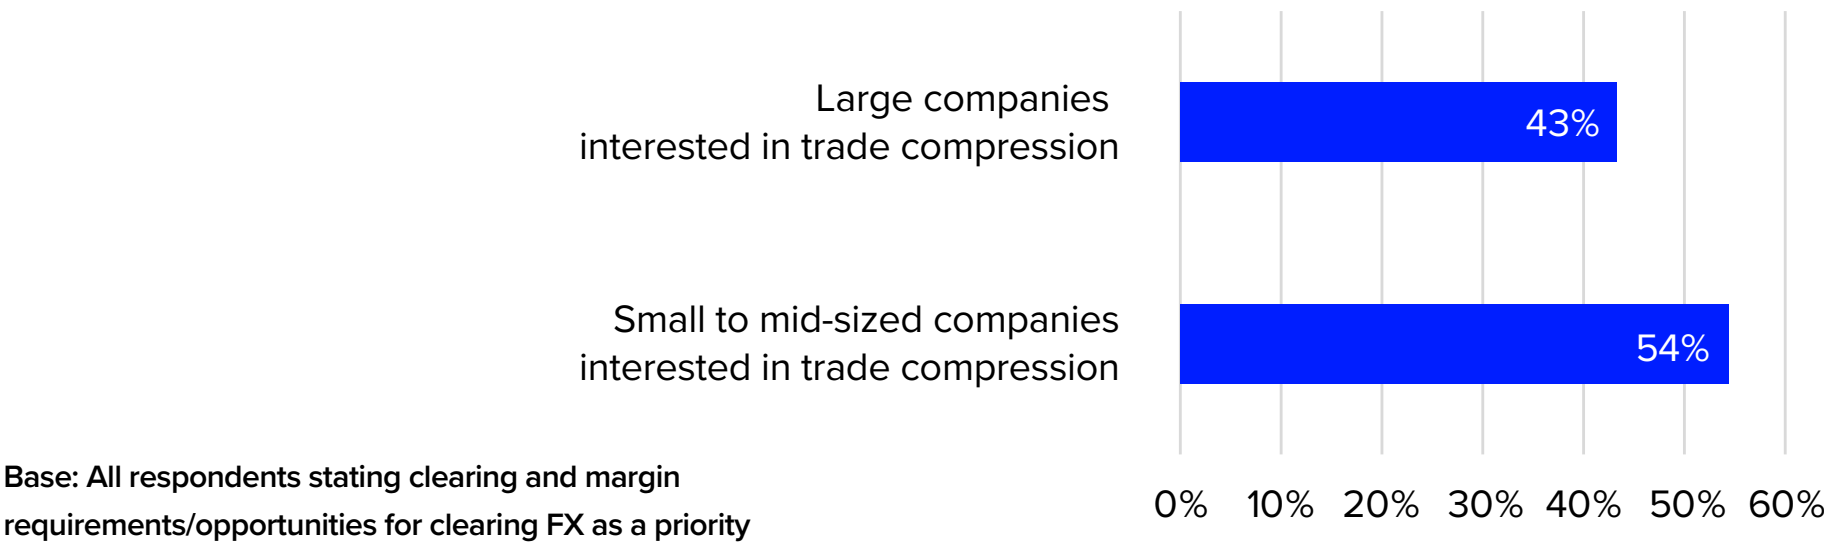 Large companies
interested in trade compression
43%
Small to mid-sized companies
interested in trade compression
54%
Base: All respondents stating clearing and margin
requirements/opportunities for clearing FX as a priority
0% 10% 20% 30% 40% 50% 60%